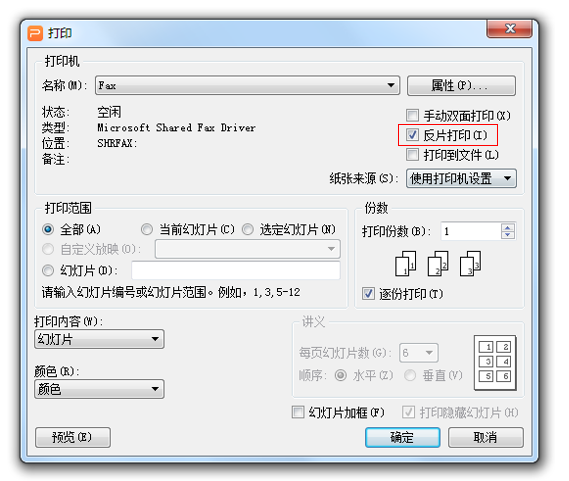 打印
打印机
名称(M): Fax 属性(P)...
状态: 空闲
手动双面打印(X)
类型: Microsoft Shared Fax Driver
反片打印(I)
位置: SHRFAX:
备注:
打印到文件(L)
纸张来源(S): 使用打印机设置
打印范围
全部(A) 当前幻灯片(C) 选定幻灯片(N)
自定义放映(O):
幻灯片(D):
请输入幻灯片编号或幻灯片范围。例如，1,3,5-12
份数
打印份数(B): 1
1 1 2 2 3 3
逐份打印(T)
打印内容(W):
幻灯片
颜色(R):
颜色
讲义
每页幻灯片数(G): 6
顺序: 水平(Z) 垂直(V)
1 2
3 4
5 6
幻灯片加框(F) 打印隐藏幻灯片(H)
预览(E) 确定 取消